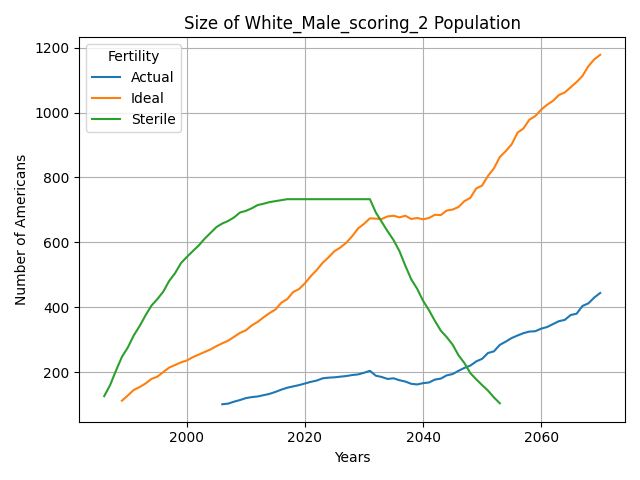 Size of White_Male_scoring_2 Population
Fertility
Actual
Ideal
Sterile
Number of Americans
1200
1000
800
600
400
200
2000
2020
2040
2060
Years